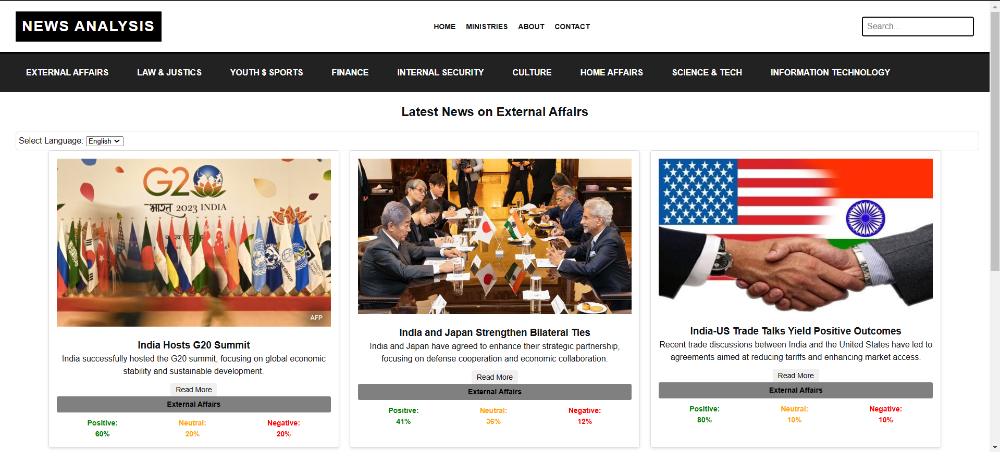 NEWS ANALYSIS
HOME MINISTRIES ABOUT CONTACT
Search...
EXTERNAL AFFAIRS LAW & JUSTICS YOUTH $ SPORTS FINANCE INTERNAL SECURITY CULTURE HOME AFFAIRS SCIENCE & TECH INFORMATION TECHNOLOGY
Latest News on External Affairs
Select Language: English
G20
भारत 2023 INDIA
AFP
India Hosts G20 Summit
India successfully hosted the G20 summit, focusing on global economic
stability and sustainable development.
Read More
External Affairs
Positive: Neutral: Negative:
60% 20% 20%
India and Japan Strengthen Bilateral Ties
India and Japan have agreed to enhance their strategic partnership,
focusing on defense cooperation and economic collaboration.
Read More
External Affairs
Positive: Neutral: Negative:
41% 36% 12%
India-US Trade Talks Yield Positive Outcomes
Recent trade discussions between India and the United States have led to
agreements aimed at reducing tariffs and enhancing market access.
Read More
External Affairs
Positive: Neutral: Negative:
80% 10% 10%